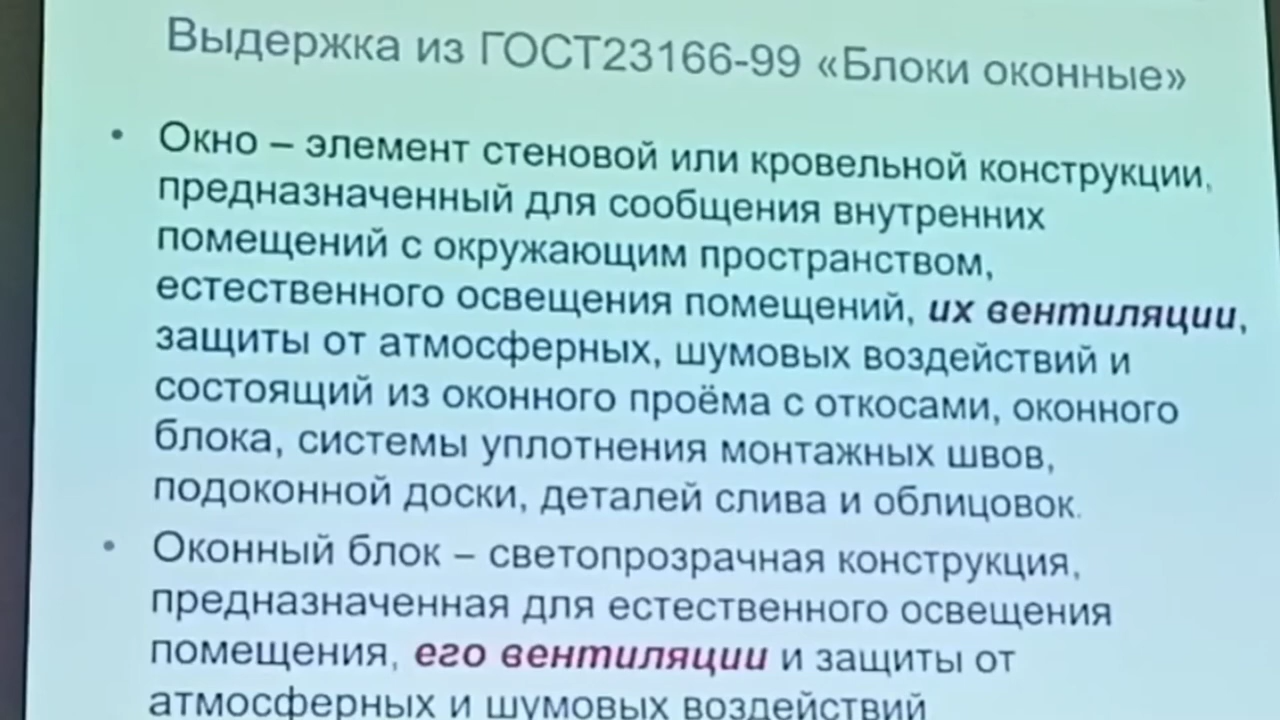 Выдержка из ГОСТ23166-99 «Блоки оконные»
• Окно – элемент стеновой или кровельной конструкции,
предназначенный для сообщения внутренних
помещений с окружающим пространством,
естественного освещения помещений, их вентиляции,
защиты от атмосферных, шумовых воздействий и
состоящий из оконного проёма с откосами, оконного
блока, системы уплотнения монтажных швов,
подоконной доски, деталей слива и облицовок.
• Оконный блок – светопрозрачная конструкция,
предназначенная для естественного освещения
помещения, его вентиляции и защиты от
атмосферных и шумовых воздействий